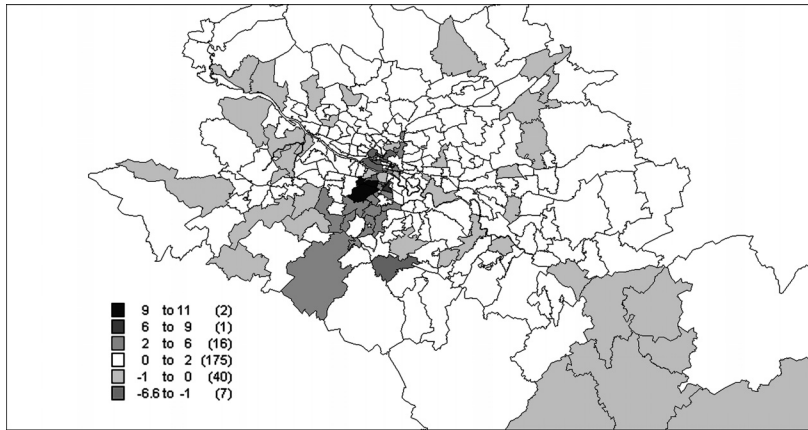 9 to 11 (2)
6 to 9 (1)
2 to 6 (16)
0 to 2 (175)
-1 to 0 (40)
-6.6 to -1 (7)